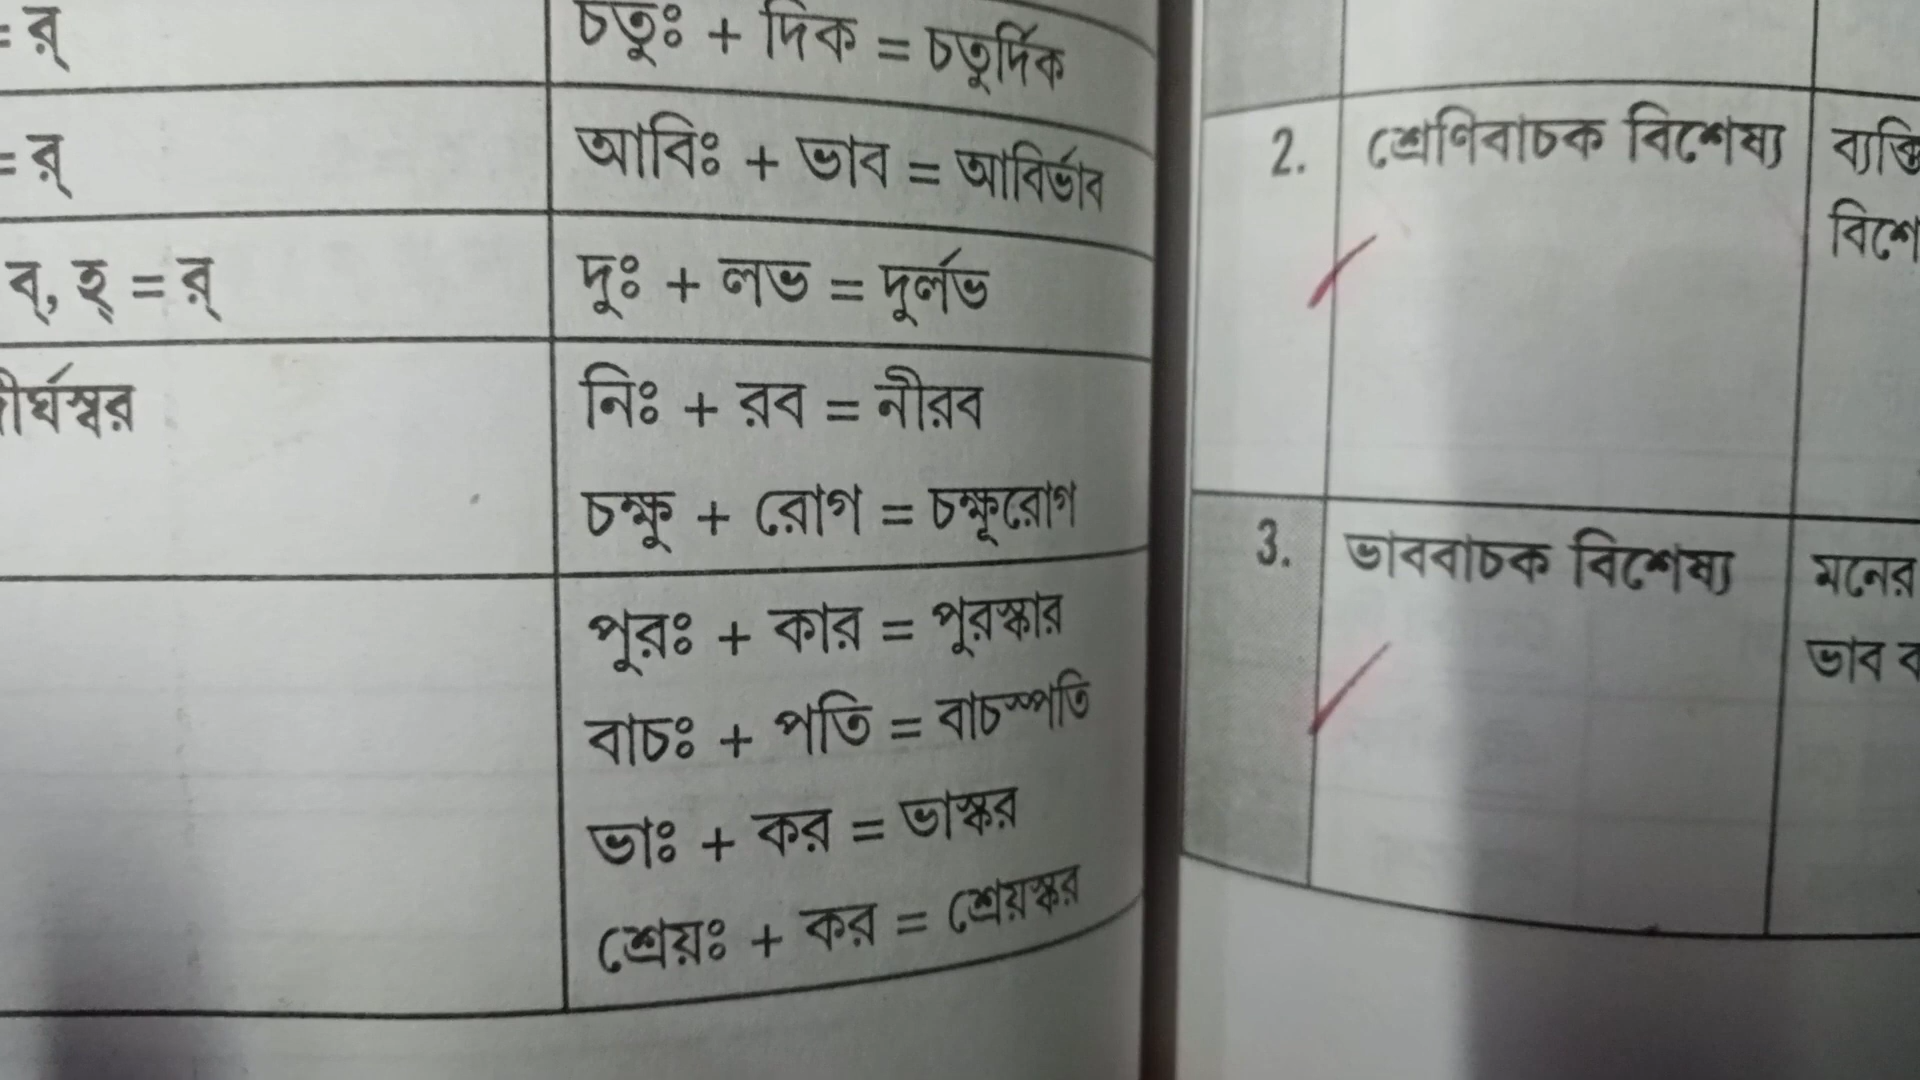 = র্
চতুঃ + দিক = চতুর্দিক
= র্
আবিঃ + ভাব = আবির্ভাব
ব্, হ্ = র্
দুঃ + লভ = দুর্লভ
নিঃ + রব = নীরব
চক্ষু + রোগ = চক্ষূরোগ
পুরঃ + কার = পুরস্কার
বাচঃ + পতি = বাচস্পতি
ভাঃ + কর = ভাস্কর
শ্রেয়ঃ + কর = শ্রেয়স্কর
2. শ্রেণিবাচক বিশেষ্য
3. ভাববাচক বিশেষ্য মনের
ভাব